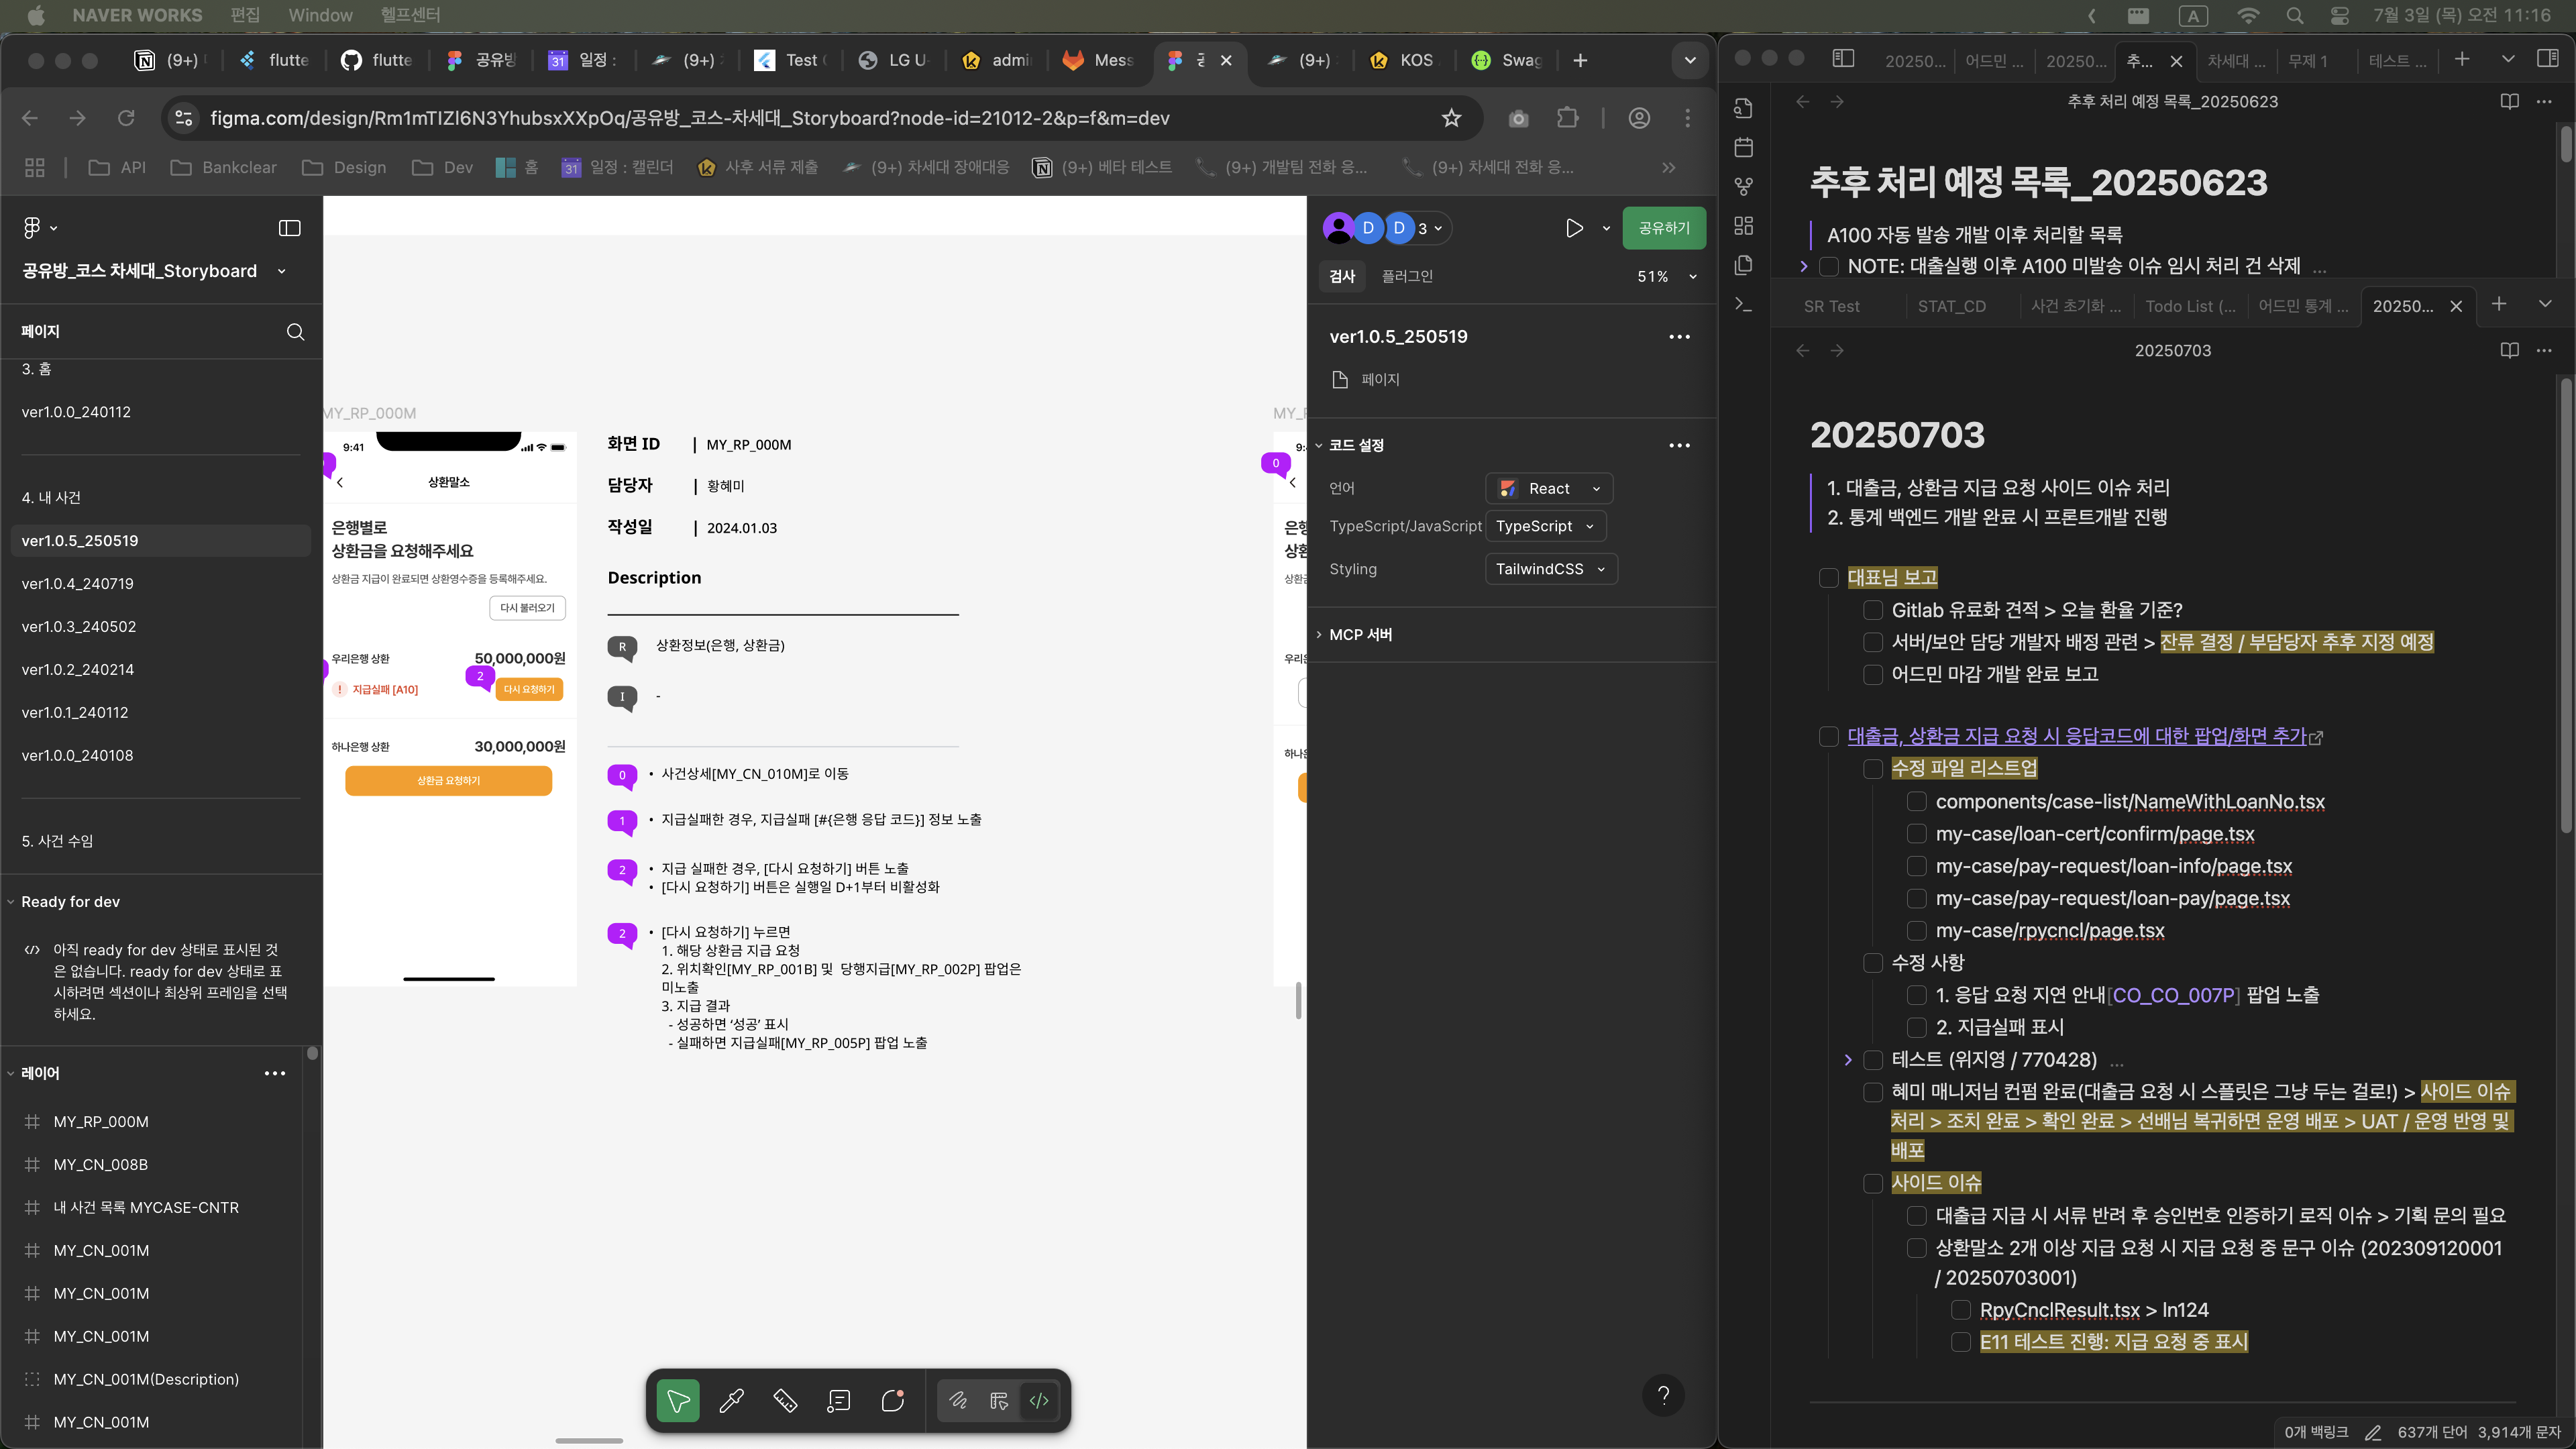 NAVER WORKS 편집 Window 헬프센터
A 7월 3일 (목) 오전 11:16
(9+) flutte flutte 공유방 31 일정 : (9+) Test LG U- admi Mess (9+) KOS Swag
figma.com/design/Rm1mTIZl6N3YhubsxXXpOq/공유방_코스-차세대_Storyboard?node-id=21012-2&p=f&m=dev
API Bankclear Design Dev 홈 31 일정 : 캘린더 사후 서류 제출 (9+) 차세대 장애대응 (9+) 베타 테스트 (9+) 개발팀 전화 응... (9+) 차세대 전화 응...
공유방_코스 차세대_Storyboard
페이지
3. 홈
ver1.0.0_240112
4. 내 사건
ver1.0.5_250519
ver1.0.4_240719
ver1.0.3_240502
ver1.0.2_240214
ver1.0.1_240112
ver1.0.0_240108
5. 사건 수임
Ready for dev
아직 ready for dev 상태로 표시된 것
은 없습니다. ready for dev 상태로 표
시하려면 섹션이나 최상위 프레임을 선택
하세요.
레이어
MY_RP_000M
MY_CN_008B
내 사건 목록 MYCASE-CNTR
MY_CN_001M
MY_CN_001M
MY_CN_001M
MY_CN_001M(Description)
MY_CN_001M
MY_RP_000M
9:41
상환말소
은행별로
상환금을 요청해주세요
상환금 지급이 완료되면 상환영수증을 등록해주세요.
다시 불러오기
우리은행 상환 50,000,000원
! 지급실패 [A10] 2 다시 요청하기
하나은행 상환 30,000,000원
상환금 요청하기
화면 ID | MY_RP_000M
담당자 | 황혜미
작성일 | 2024.01.03
Description
R 상환정보(은행, 상환금)
I -
0 • 사건상세[MY_CN_010M]로 이동
1 • 지급실패한 경우, 지급실패 [#{은행 응답 코드}] 정보 노출
2 • 지급 실패한 경우, [다시 요청하기] 버튼 노출
• [다시 요청하기] 버튼은 실행일 D+1부터 비활성화
2 • [다시 요청하기] 누르면
1. 해당 상환금 지급 요청
2. 위치확인[MY_RP_001B] 및 당행지급[MY_RP_002P] 팝업은
미노출
3. 지급 결과
- 성공하면 ‘성공’ 표시
- 실패하면 지급실패[MY_RP_005P] 팝업 노출
0
D D 3 공유하기
검사 플러그인 51%
ver1.0.5_250519
페이지
코드 설정
언어 React
TypeScript/JavaScript TypeScript
Styling TailwindCSS
MCP 서버
?
20250... 어드민 ... 20250... 추... 차세대 ... 무제 1 테스트 ...
추후 처리 예정 목록_20250623
추후 처리 예정 목록_20250623
A100 자동 발송 개발 이후 처리할 목록
NOTE: 대출실행 이후 A100 미발송 이슈 임시 처리 건 삭제 ...
SR Test STAT_CD 사건 초기화 ... Todo List (... 어드민 통계 ... 20250...
20250703
20250703
1. 대출금, 상환금 지급 요청 사이드 이슈 처리
2. 통계 백엔드 개발 완료 시 프론트개발 진행
대표님 보고
Gitlab 유료화 견적 > 오늘 환율 기준?
서버/보안 담당 개발자 배정 관련 > 잔류 결정 / 부담당자 추후 지정 예정
어드민 마감 개발 완료 보고
대출금, 상환금 지급 요청 시 응답코드에 대한 팝업/화면 추가
수정 파일 리스트업
components/case-list/NameWithLoanNo.tsx
my-case/loan-cert/confirm/page.tsx
my-case/pay-request/loan-info/page.tsx
my-case/pay-request/loan-pay/page.tsx
my-case/rpycncl/page.tsx
수정 사항
1. 응답 요청 지연 안내[CO_CO_007P] 팝업 노출
2. 지급실패 표시
테스트 (위지영 / 770428) ...
혜미 매니저님 컨펌 완료(대출금 요청 시 스플릿은 그냥 두는 걸로!) > 사이드 이슈
처리 > 조치 완료 > 확인 완료 > 선배님 복귀하면 운영 배포 > UAT / 운영 반영 및
배포
사이드 이슈
대출급 지급 시 서류 반려 후 승인번호 인증하기 로직 이슈 > 기획 문의 필요
상환말소 2개 이상 지급 요청 시 지급 요청 중 문구 이슈 (202309120001
/ 20250703001)
RpyCnclResult.tsx > ln124
E11 테스트 진행: 지급 요청 중 표시
0개 백링크 637개 단어 3,914개 문자